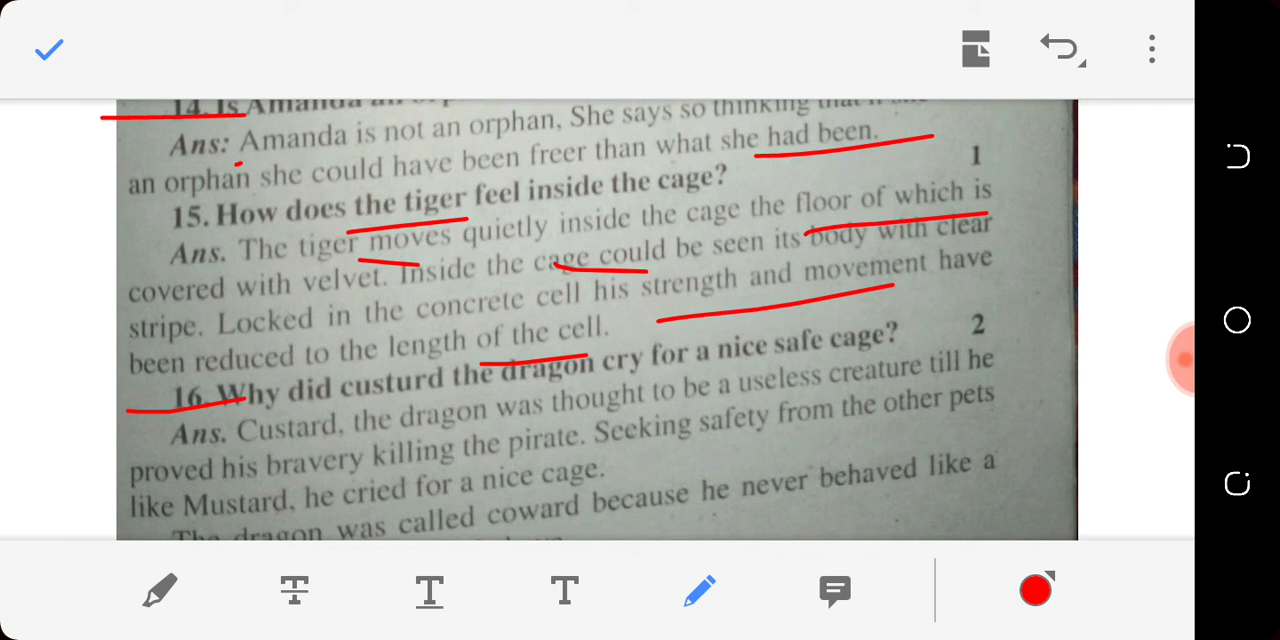 14. Is Amanda an
Ans: Amanda is not an orphan, She says so thinking that
an orphan she could have been freer than what she had been.
15. How does the tiger feel inside the cage? 1
Ans. The tiger moves quietly inside the cage the floor of which is
covered with velvet. Inside the cage could be seen its body with clear
stripe. Locked in the concrete cell his strength and movement have
been reduced to the length of the cell.
16. Why did custurd the dragon cry for a nice safe cage? 2
Ans. Custard, the dragon was thought to be a useless creature till he
proved his bravery killing the pirate. Seeking safety from the other pets
like Mustard, he cried for a nice cage.
The dragon was called coward because he never behaved like a
T
T
T